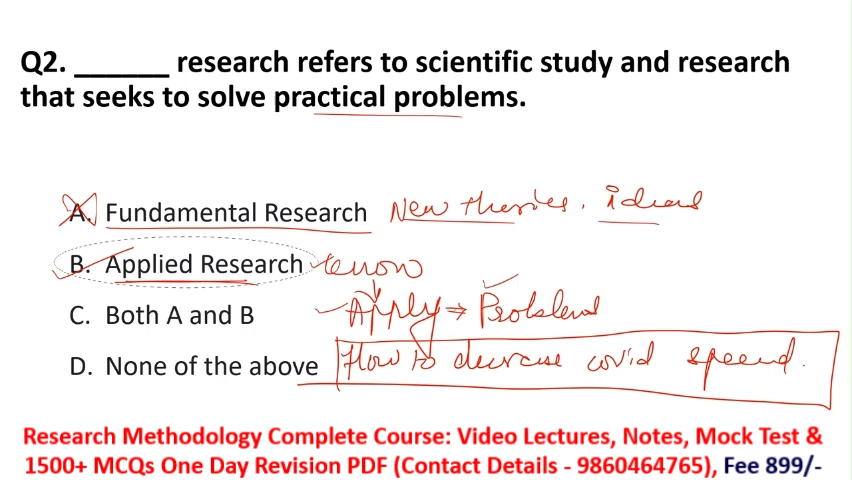 Q2. ______ research refers to scientific study and research
that seeks to solve practical problems.
A. Fundamental Research New theories, ideas
B. Applied Research know
C. Both A and B Apply ⇒ Problem
D. None of the above How to decrease covid speed.
Research Methodology Complete Course: Video Lectures, Notes, Mock Test &
1500+ MCQs One Day Revision PDF (Contact Details - 9860464765), Fee 899/-